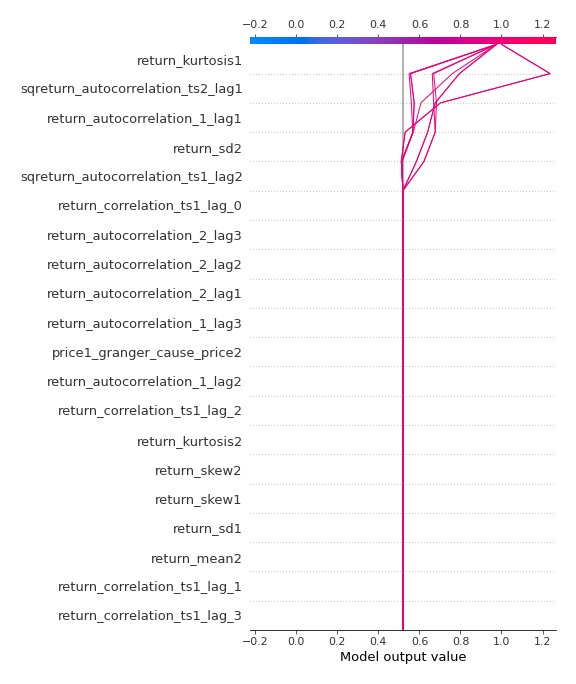 −0.2 0.0 0.2 0.4 0.6 0.8 1.0 1.2
return_kurtosis1
sqreturn_autocorrelation_ts2_lag1
return_autocorrelation_1_lag1
return_sd2
sqreturn_autocorrelation_ts1_lag2
return_correlation_ts1_lag_0
return_autocorrelation_2_lag3
return_autocorrelation_2_lag2
return_autocorrelation_2_lag1
return_autocorrelation_1_lag3
price1_granger_cause_price2
return_autocorrelation_1_lag2
return_correlation_ts1_lag_2
return_kurtosis2
return_skew2
return_skew1
return_sd1
return_mean2
return_correlation_ts1_lag_1
return_correlation_ts1_lag_3
−0.2 0.0 0.2 0.4 0.6 0.8 1.0 1.2
Model output value